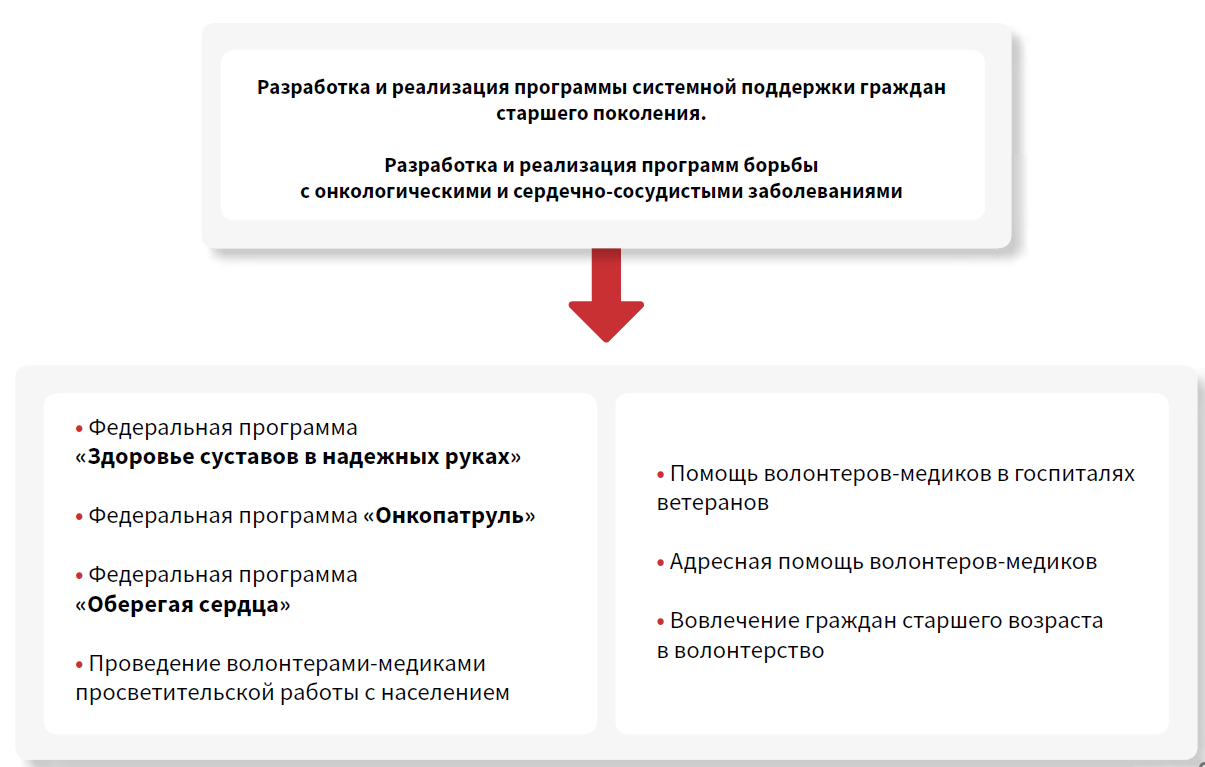 Разработка и реализация программы системной поддержки граждан
старшего поколения.
Разработка и реализация программ борьбы
с онкологическими и сердечно-сосудистыми заболеваниями
• Федеральная программа
«Здоровье суставов в надежных руках»
• Федеральная программа «Онкопатруль»
• Федеральная программа
«Оберегая сердца»
• Проведение волонтерами-медиками
просветительской работы с населением
• Помощь волонтеров-медиков в госпиталях
ветеранов
• Адресная помощь волонтеров-медиков
• Вовлечение граждан старшего возраста
в волонтерство